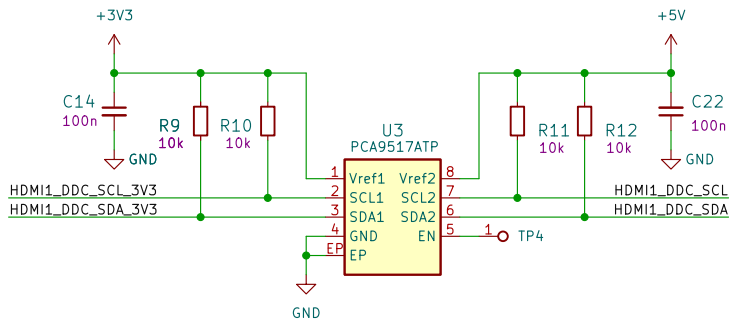 +3V3
+5V
C14
100n
R9
10k
R10
10k
U3
PCA9517ATP
R11
10k
R12
10k
C22
100n
GND
GND
1 Vref1 Vref2 8
HDMI1_DDC_SCL_3V3 2 SCL1 SCL2 7 HDMI1_DDC_SCL
HDMI1_DDC_SDA_3V3 3 SDA1 SDA2 6 HDMI1_DDC_SDA
4 GND EN 5 1 TP4
EP EP
GND